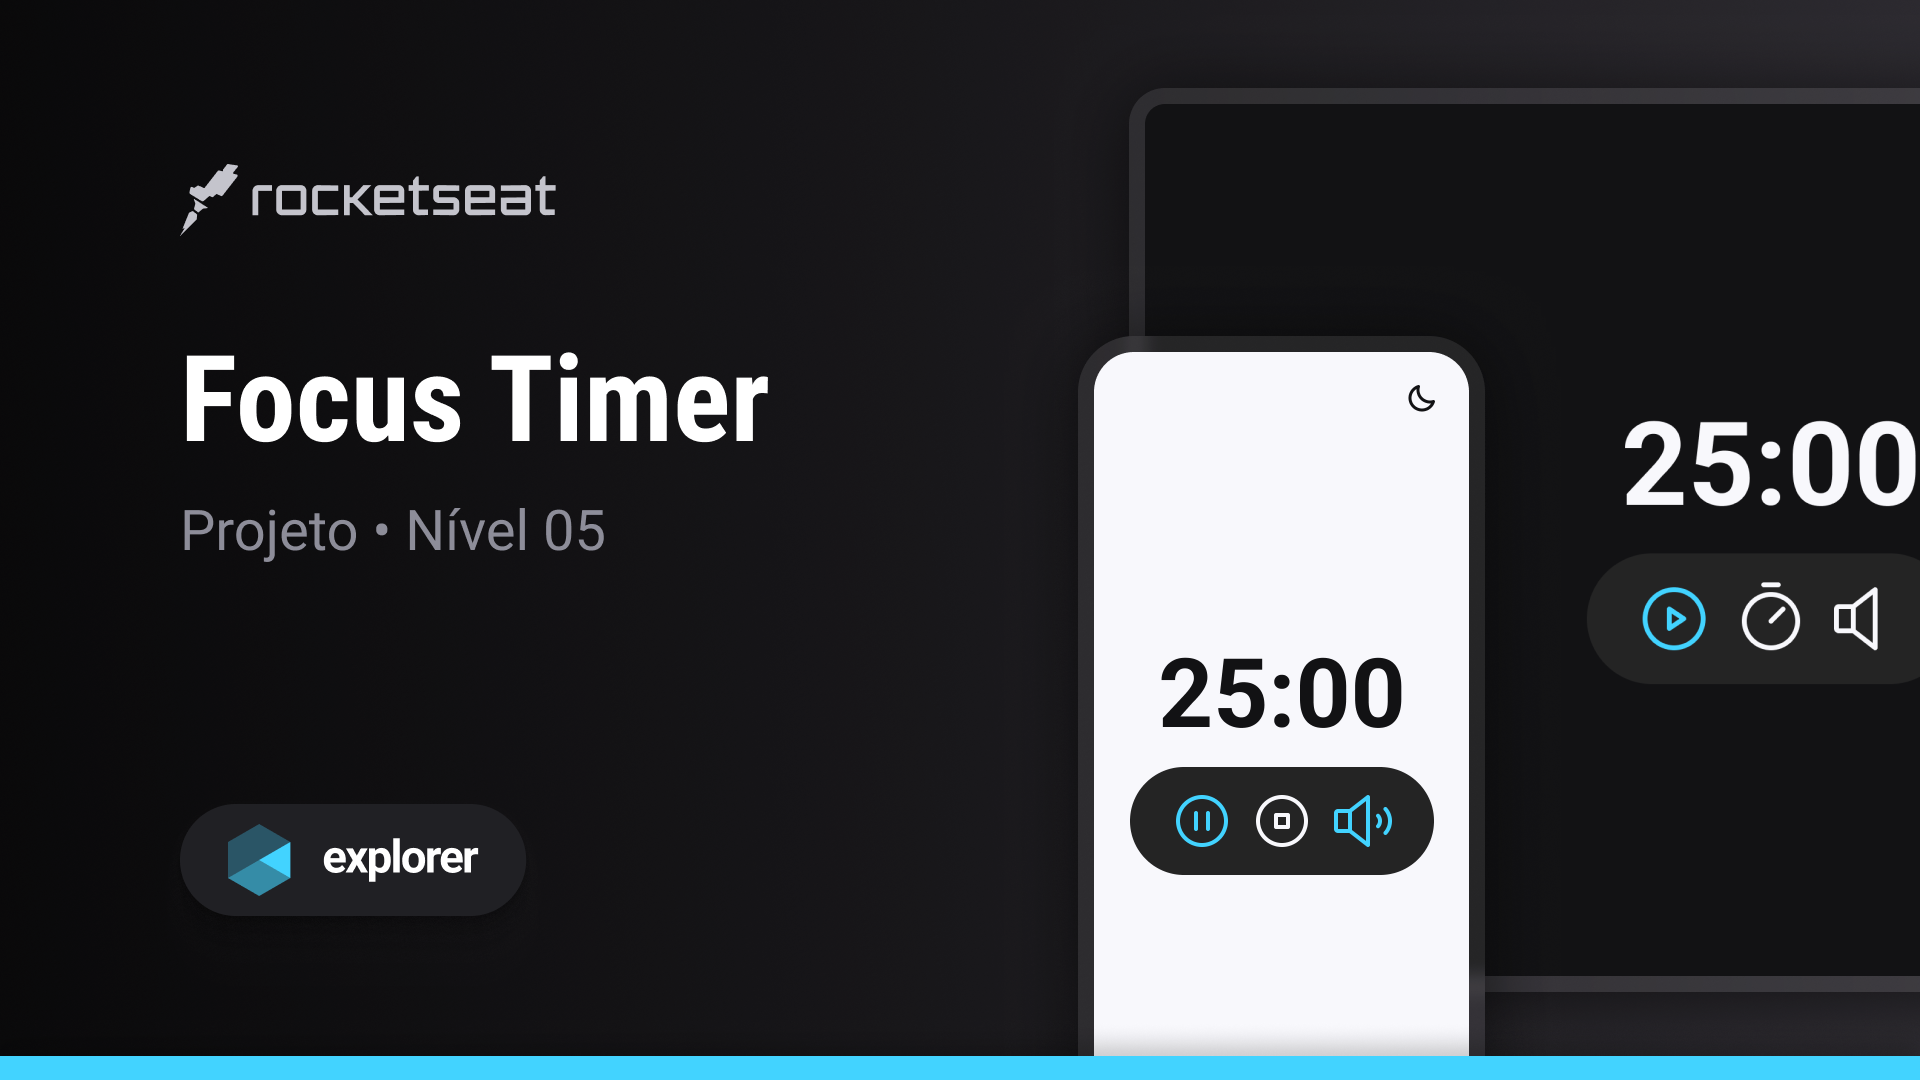 rocketseat
Focus Timer
Projeto • Nível 05
explorer
25:00
25:00